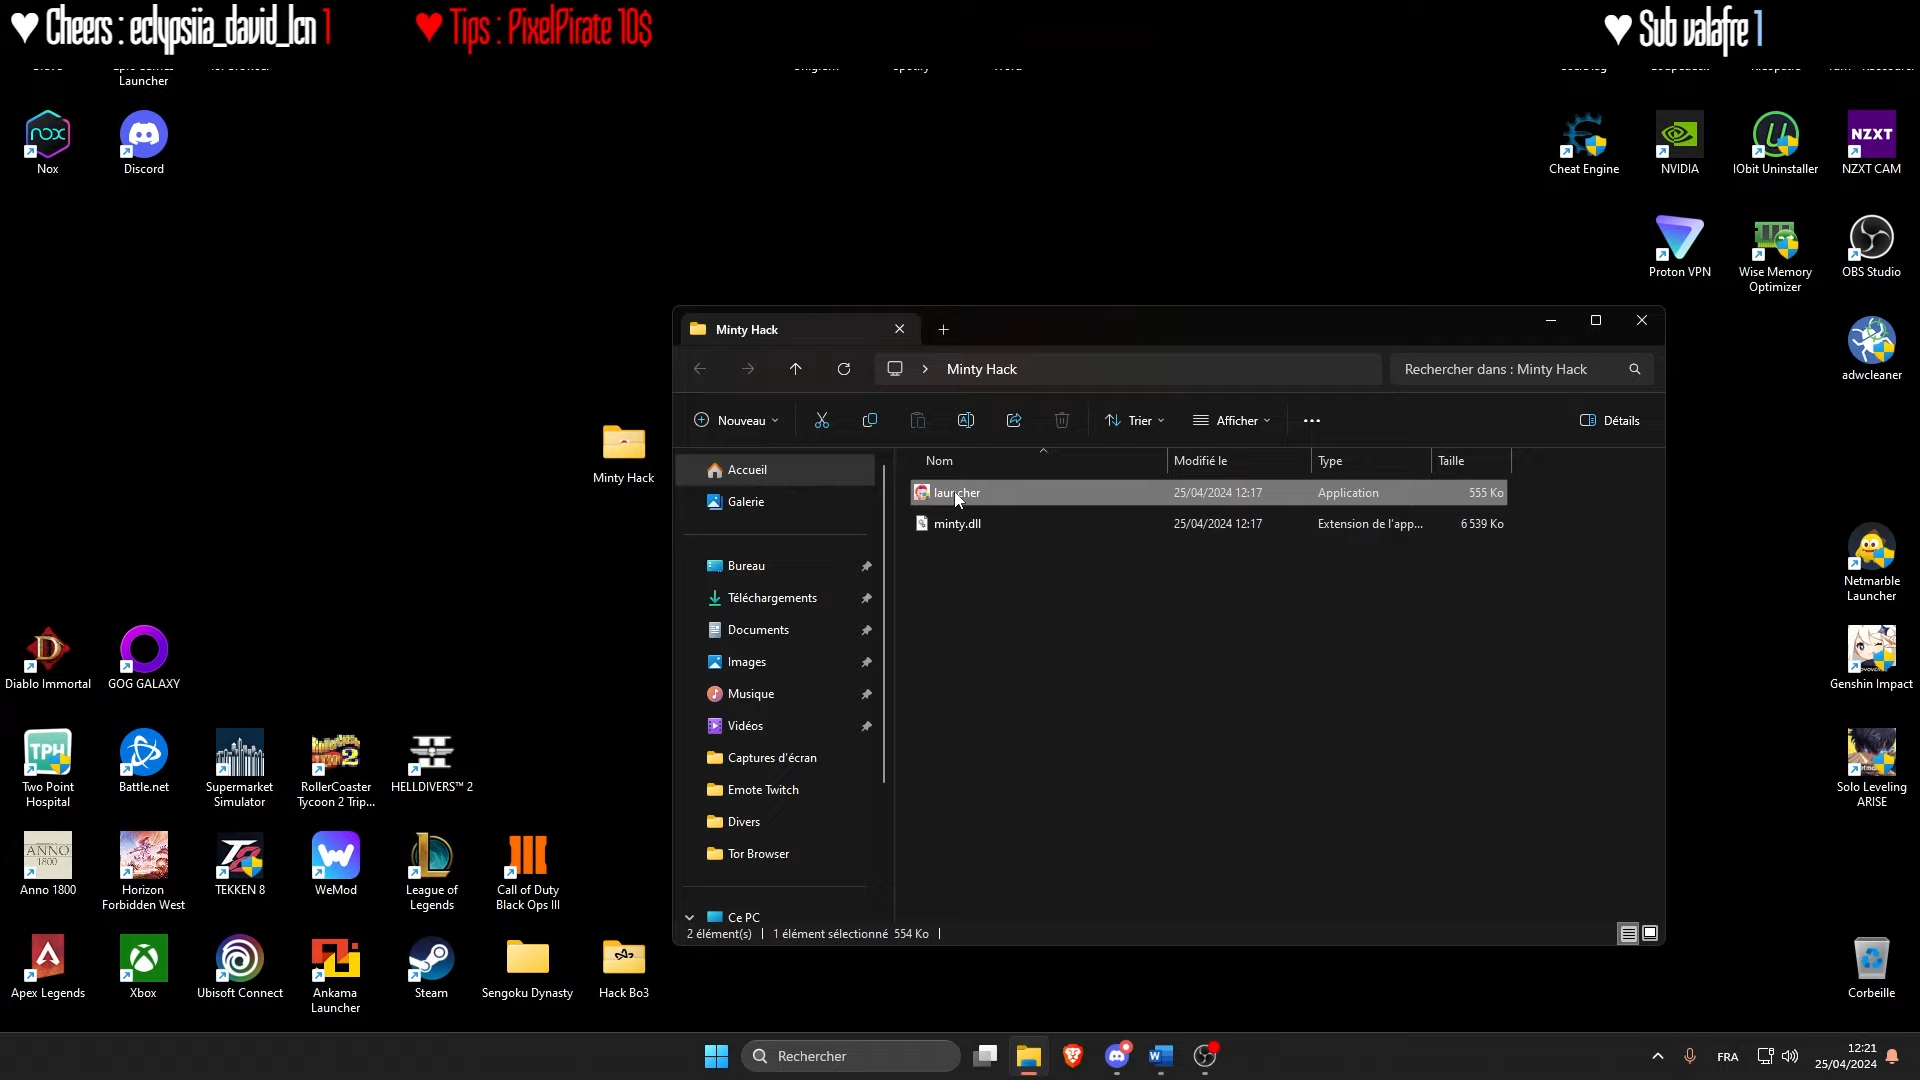 Cheers : eclypsiia_david_lcn 1
Tips : PixelPirate 10$
Sub valafre 1
Launcher
Nox
Discord
Cheat Engine
NVIDIA
IObit Uninstaller
NZXT CAM
NZXT
Proton VPN
Wise Memory
Optimizer
OBS Studio
adwcleaner
Minty Hack
Minty Hack
Minty Hack
Rechercher dans : Minty Hack
Nouveau
Trier
Afficher
Détails
Nom
Modifié le
Type
Taille
Accueil
Galerie
Bureau
Téléchargements
Documents
Images
Musique
Vidéos
Captures d'écran
Emote Twitch
Divers
Tor Browser
Ce PC
launcher
25/04/2024 12:17
Application
555 Ko
minty.dll
25/04/2024 12:17
Extension de l'app...
6 539 Ko
2 élément(s)
1 élément sélectionné 554 Ko
Netmarble
Launcher
Genshin Impact
Solo Leveling
ARISE
Diablo Immortal
GOG GALAXY
TPH
Two Point
Hospital
Battle.net
Supermarket
Simulator
RollerCoaster
Tycoon 2 Trip...
HELLDIVERS™ 2
ANNO
1800
Anno 1800
Horizon
Forbidden West
TEKKEN 8
WeMod
League of
Legends
Call of Duty
Black Ops III
Apex Legends
Xbox
Ubisoft Connect
Ankama
Launcher
Steam
Sengoku Dynasty
Hack Bo3
Corbeille
Rechercher
FRA
12:21
25/04/2024